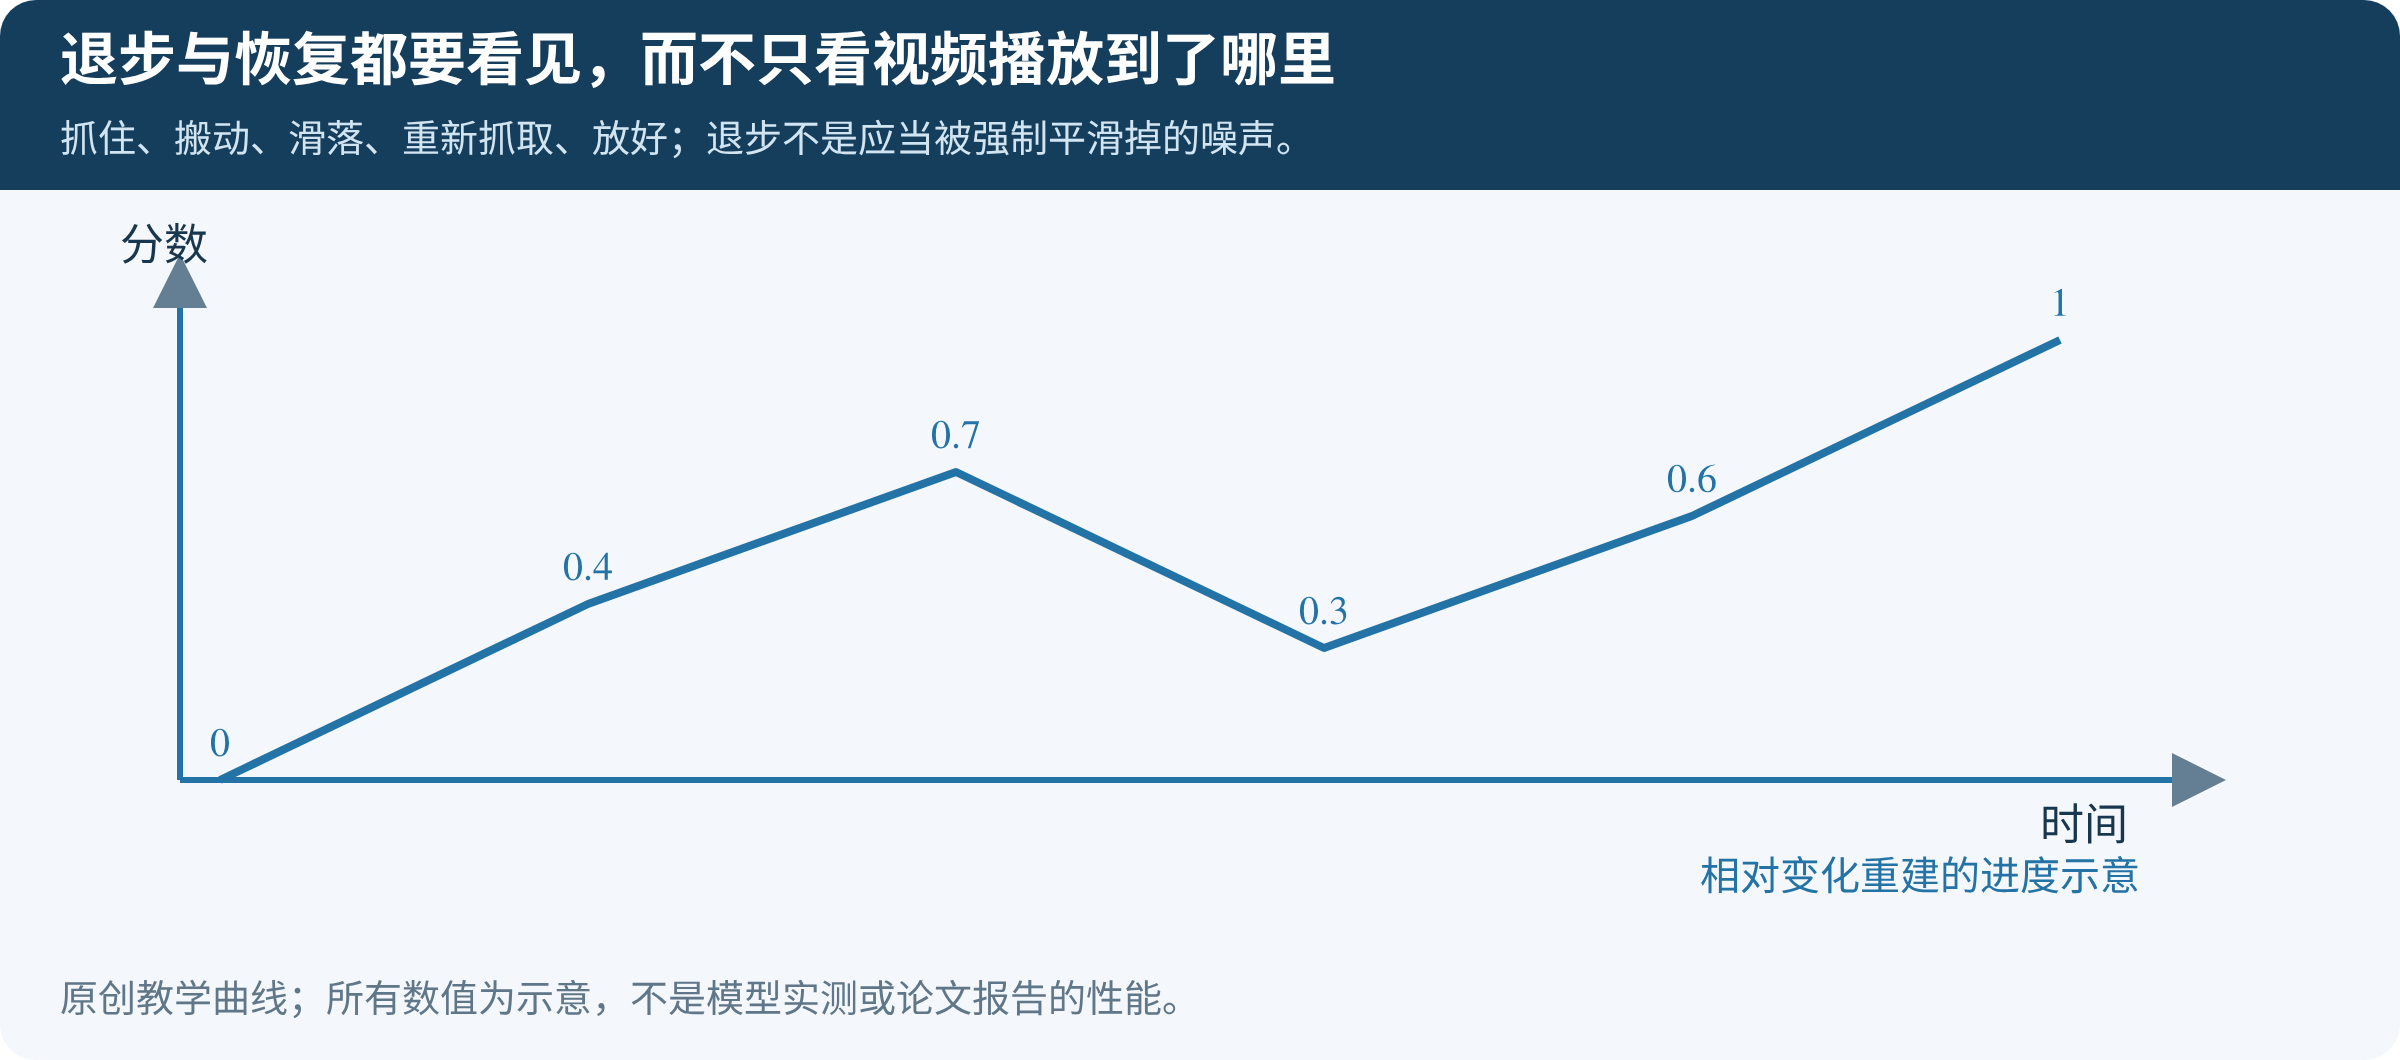 退步与恢复都要看见，而不只看视频播放到了哪里
抓住、搬动、滑落、重新抓取、放好；退步不是应当被强制平滑掉的噪声。
分数
1
0.7
0.6
0.4
0.3
0
时间
相对变化重建的进度示意
原创教学曲线；所有数值为示意，不是模型实测或论文报告的性能。